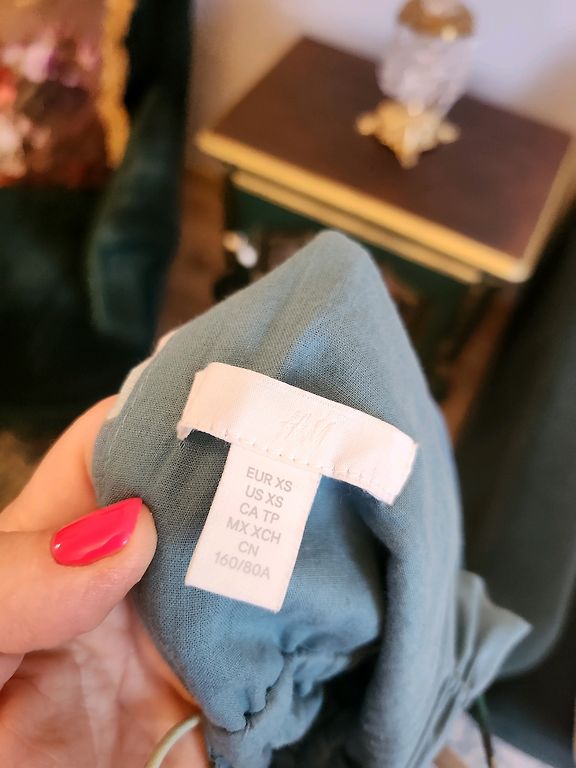 H&M
EUR XS
US XS
CA TP
MX XCH
CN
160/80A